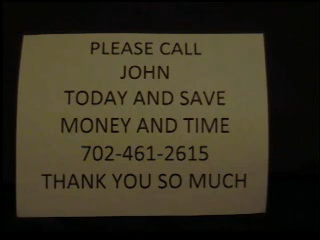 PLEASE CALL
JOHN
TODAY AND SAVE
MONEY AND TIME
702-461-2615
THANK YOU SO MUCH